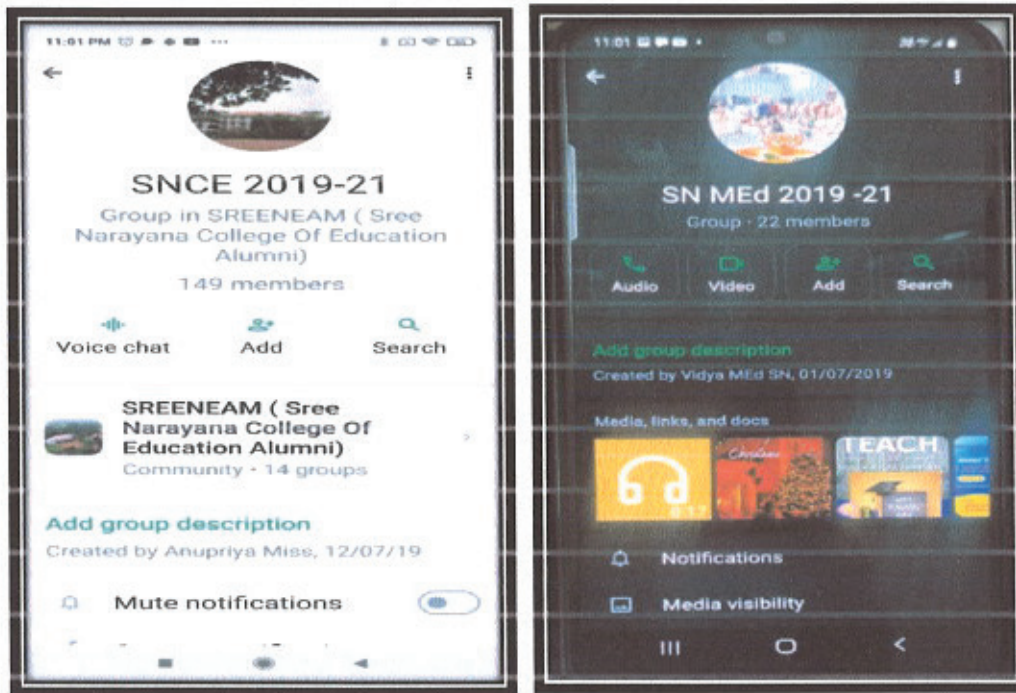 11:01 PM
SNCE 2019-21
Group in SREENEAM ( Sree
Narayana College Of Education
Alumni)
149 members
Voice chat Add Search
SREENEAM ( Sree
Narayana College Of
Education Alumni)
Community · 14 groups
Add group description
Created by Anupriya Miss, 12/07/19
Mute notifications
11:01
SN MEd 2019 -21
Group · 22 members
Audio Video Add Search
Add group description
Created by Vidya MEd SN, 01/07/2019
Media, links, and docs
Christmas
TEACH
0:17
Notifications
Media visibility